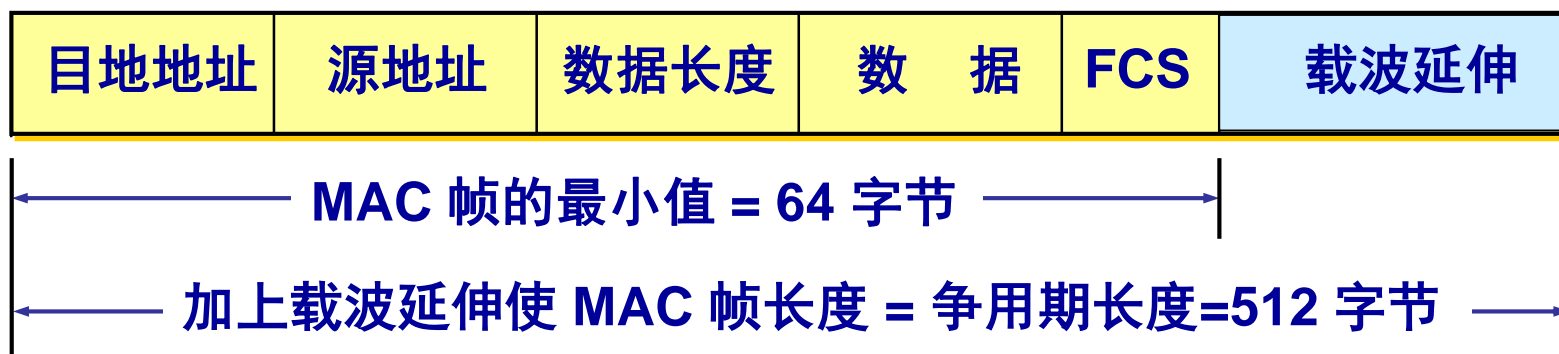 目地地址 源地址 数据长度 数 据 FCS 载波延伸
MAC 帧的最小值 = 64 字节
加上载波延伸使 MAC 帧长度 = 争用期长度=512 字节